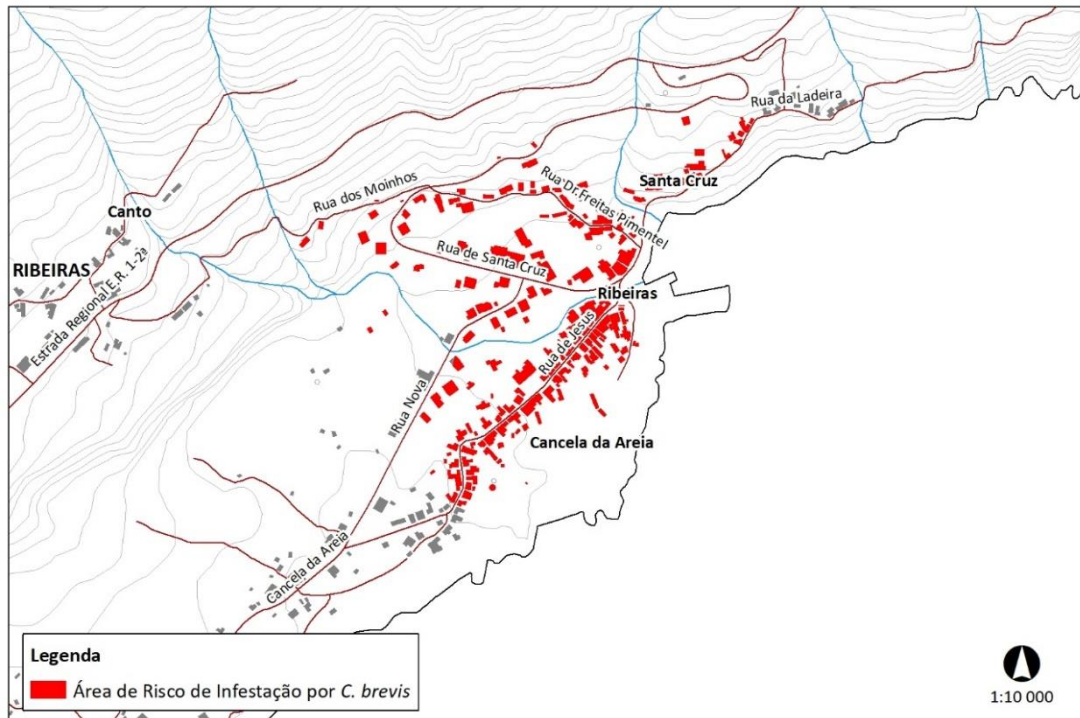 Rua da Ladeira
Santa Cruz
Rua dos Moinhos
Rua Dr.Freitas Pimentel
Canto
Rua de Santa Cruz
RIBEIRAS
Estrada Regional E.R. 1-2ª
Ribeiras
Rua de Jesus
Rua Nova
Cancela da Areia
Cancela da Areia
Legenda
Área de Risco de Infestação por C. brevis
1:10 000